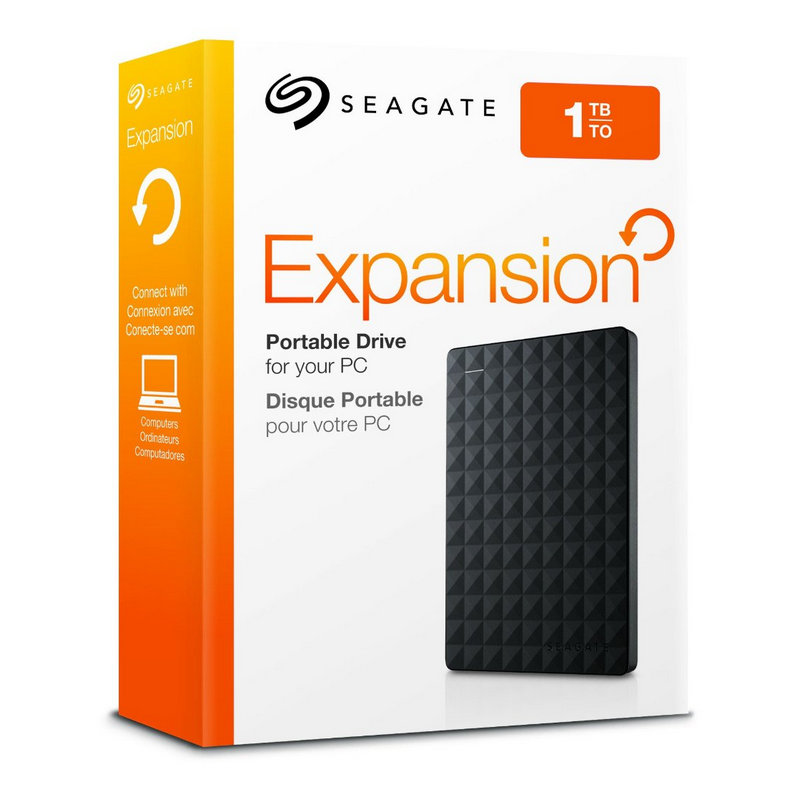 SEAGATE
Expansion
Connect with
Connexion avec
Conecte-se com
Computers
Ordinateurs
Computadores
SEAGATE
1 TB
TO
Expansion
Portable Drive
for your PC
Disque Portable
pour votre PC
SEAGATE